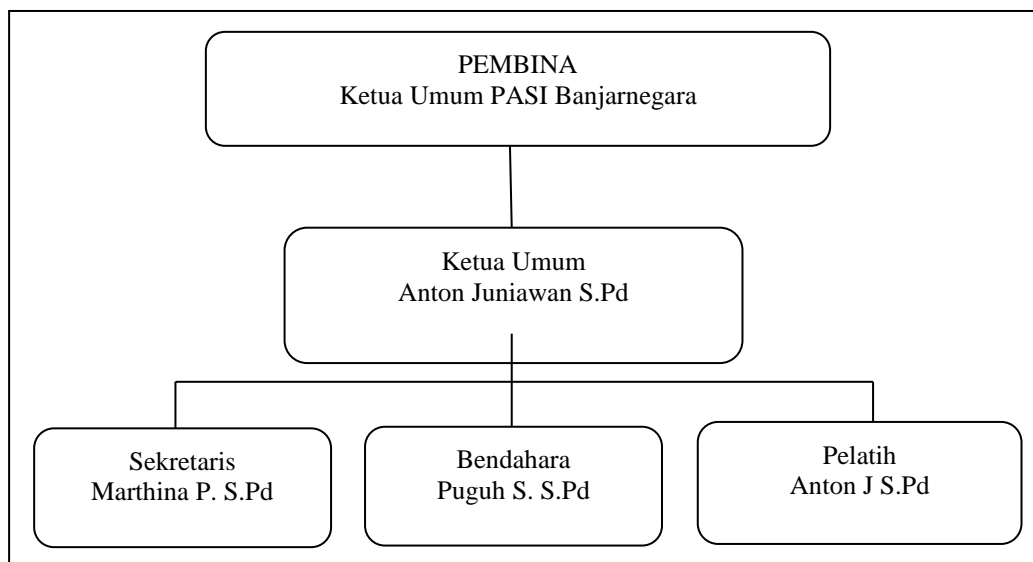 PEMBINA
Ketua Umum PASI Banjarnegara
Ketua Umum
Anton Juniawan S.Pd
Sekretaris
Marthina P. S.Pd
Bendahara
Puguh S. S.Pd
Pelatih
Anton J S.Pd